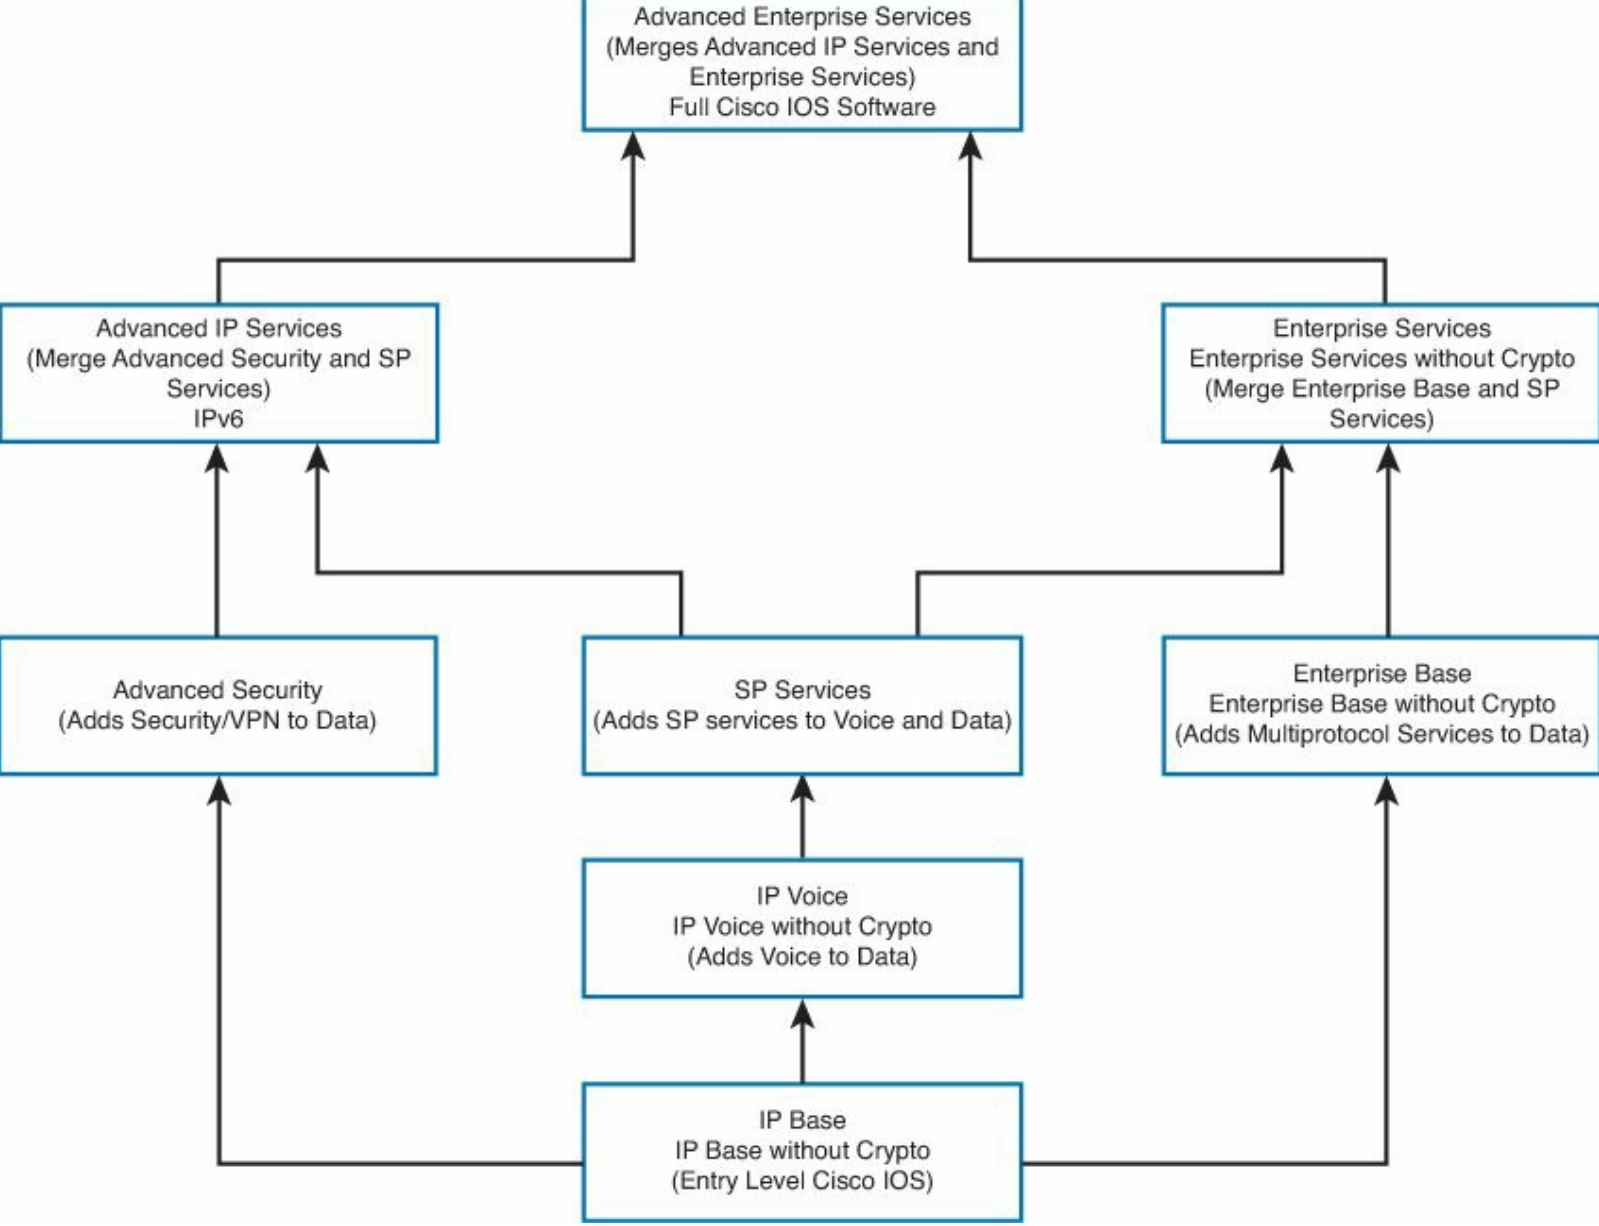 Advanced Enterprise Services
(Merges Advanced IP Services and
Enterprise Services)
Full Cisco IOS Software
Advanced IP Services
(Merge Advanced Security and SP
Services)
IPv6
Enterprise Services
Enterprise Services without Crypto
(Merge Enterprise Base and SP
Services)
Advanced Security
(Adds Security/VPN to Data)
SP Services
(Adds SP services to Voice and Data)
Enterprise Base
Enterprise Base without Crypto
(Adds Multiprotocol Services to Data)
IP Voice
IP Voice without Crypto
(Adds Voice to Data)
IP Base
IP Base without Crypto
(Entry Level Cisco IOS)